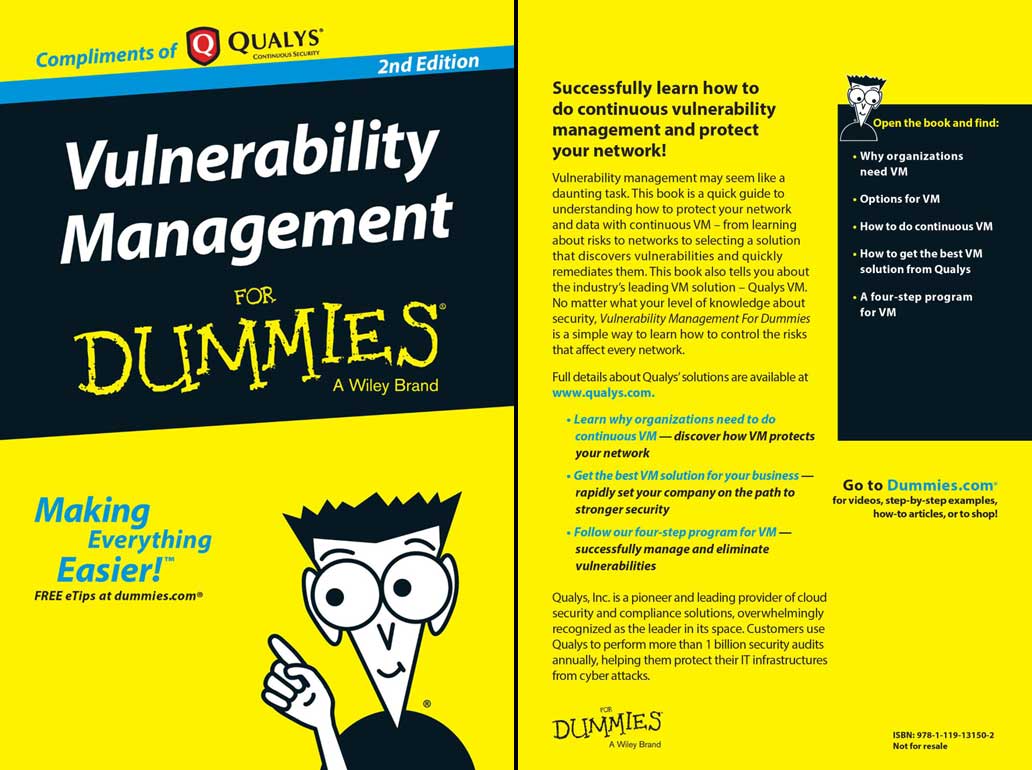 Compliments of
QUALYS®
CONTINUOUS SECURITY
2nd Edition
Vulnerability
Management
FOR
DUMMIES®
A Wiley Brand
Making
Everything
Easier!™
FREE eTips at dummies.com®
®
Successfully learn how to
do continuous vulnerability
management and protect
your network!
Vulnerability management may seem like a
daunting task. This book is a quick guide to
understanding how to protect your network
and data with continuous VM – from learning
about risks to networks to selecting a solution
that discovers vulnerabilities and quickly
remediates them. This book also tells you about
the industry's leading VM solution – Qualys VM.
No matter what your level of knowledge about
security, Vulnerability Management For Dummies
is a simple way to learn how to control the risks
that affect every network.
Full details about Qualys' solutions are available at
www.qualys.com.
• Learn why organizations need to do
continuous VM — discover how VM protects
your network
• Get the best VM solution for your business —
rapidly set your company on the path to
stronger security
• Follow our four-step program for VM —
successfully manage and eliminate
vulnerabilities
Qualys, Inc. is a pioneer and leading provider of cloud
security and compliance solutions, overwhelmingly
recognized as the leader in its space. Customers use
Qualys to perform more than 1 billion security audits
annually, helping them protect their IT infrastructures
from cyber attacks.
FOR
DUMMIES®
A Wiley Brand
Open the book and find:
• Why organizations
need VM
• Options for VM
• How to do continuous VM
• How to get the best VM
solution from Qualys
• A four-step program
for VM
Go to Dummies.com®
for videos, step-by-step examples,
how-to articles, or to shop!
ISBN: 978-1-119-13150-2
Not for resale